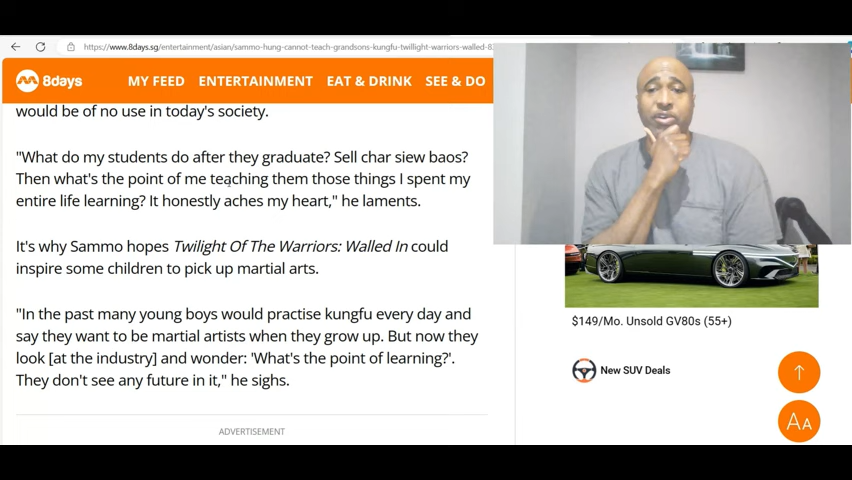 https://www.8days.sg/entertainment/asian/sammo-hung-cannot-teach-grandsons-kungfu-twilight-warriors-walled-8
8days MY FEED ENTERTAINMENT EAT & DRINK SEE & DO
would be of no use in today's society.
"What do my students do after they graduate? Sell char siew baos?
Then what's the point of me teaching them those things I spent my
entire life learning? It honestly aches my heart," he laments.
It's why Sammo hopes Twilight Of The Warriors: Walled In could
inspire some children to pick up martial arts.
"In the past many young boys would practise kungfu every day and
say they want to be martial artists when they grow up. But now they
look [at the industry] and wonder: 'What's the point of learning?'.
They don't see any future in it," he sighs.
ADVERTISEMENT
$149/Mo. Unsold GV80s (55+)
New SUV Deals
AA